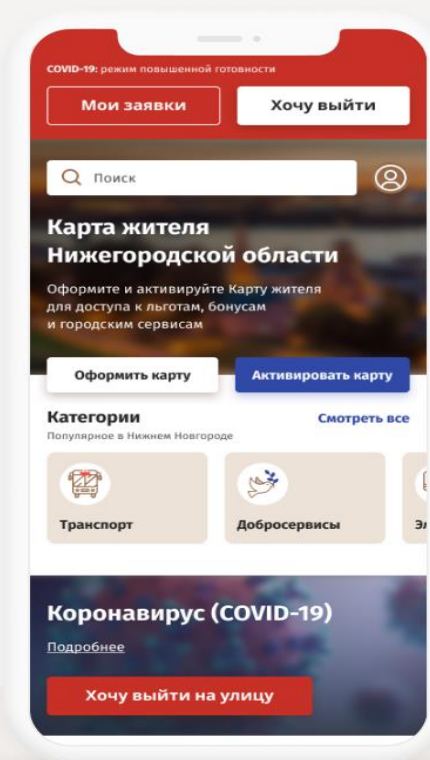 COVID-19: режим повышенной готовности
Мои заявки
Хочу выйти
Поиск
Карта жителя
Нижегородской области
Оформите и активируйте Карту жителя
для доступа к льготам, бонусам
и городским сервисам
Оформить карту
Активировать карту
Категории
Смотреть все
Популярное в Нижнем Новгороде
Транспорт
Добросервисы
Эл
Коронавирус (COVID-19)
Подробнее
Хочу выйти на улицу